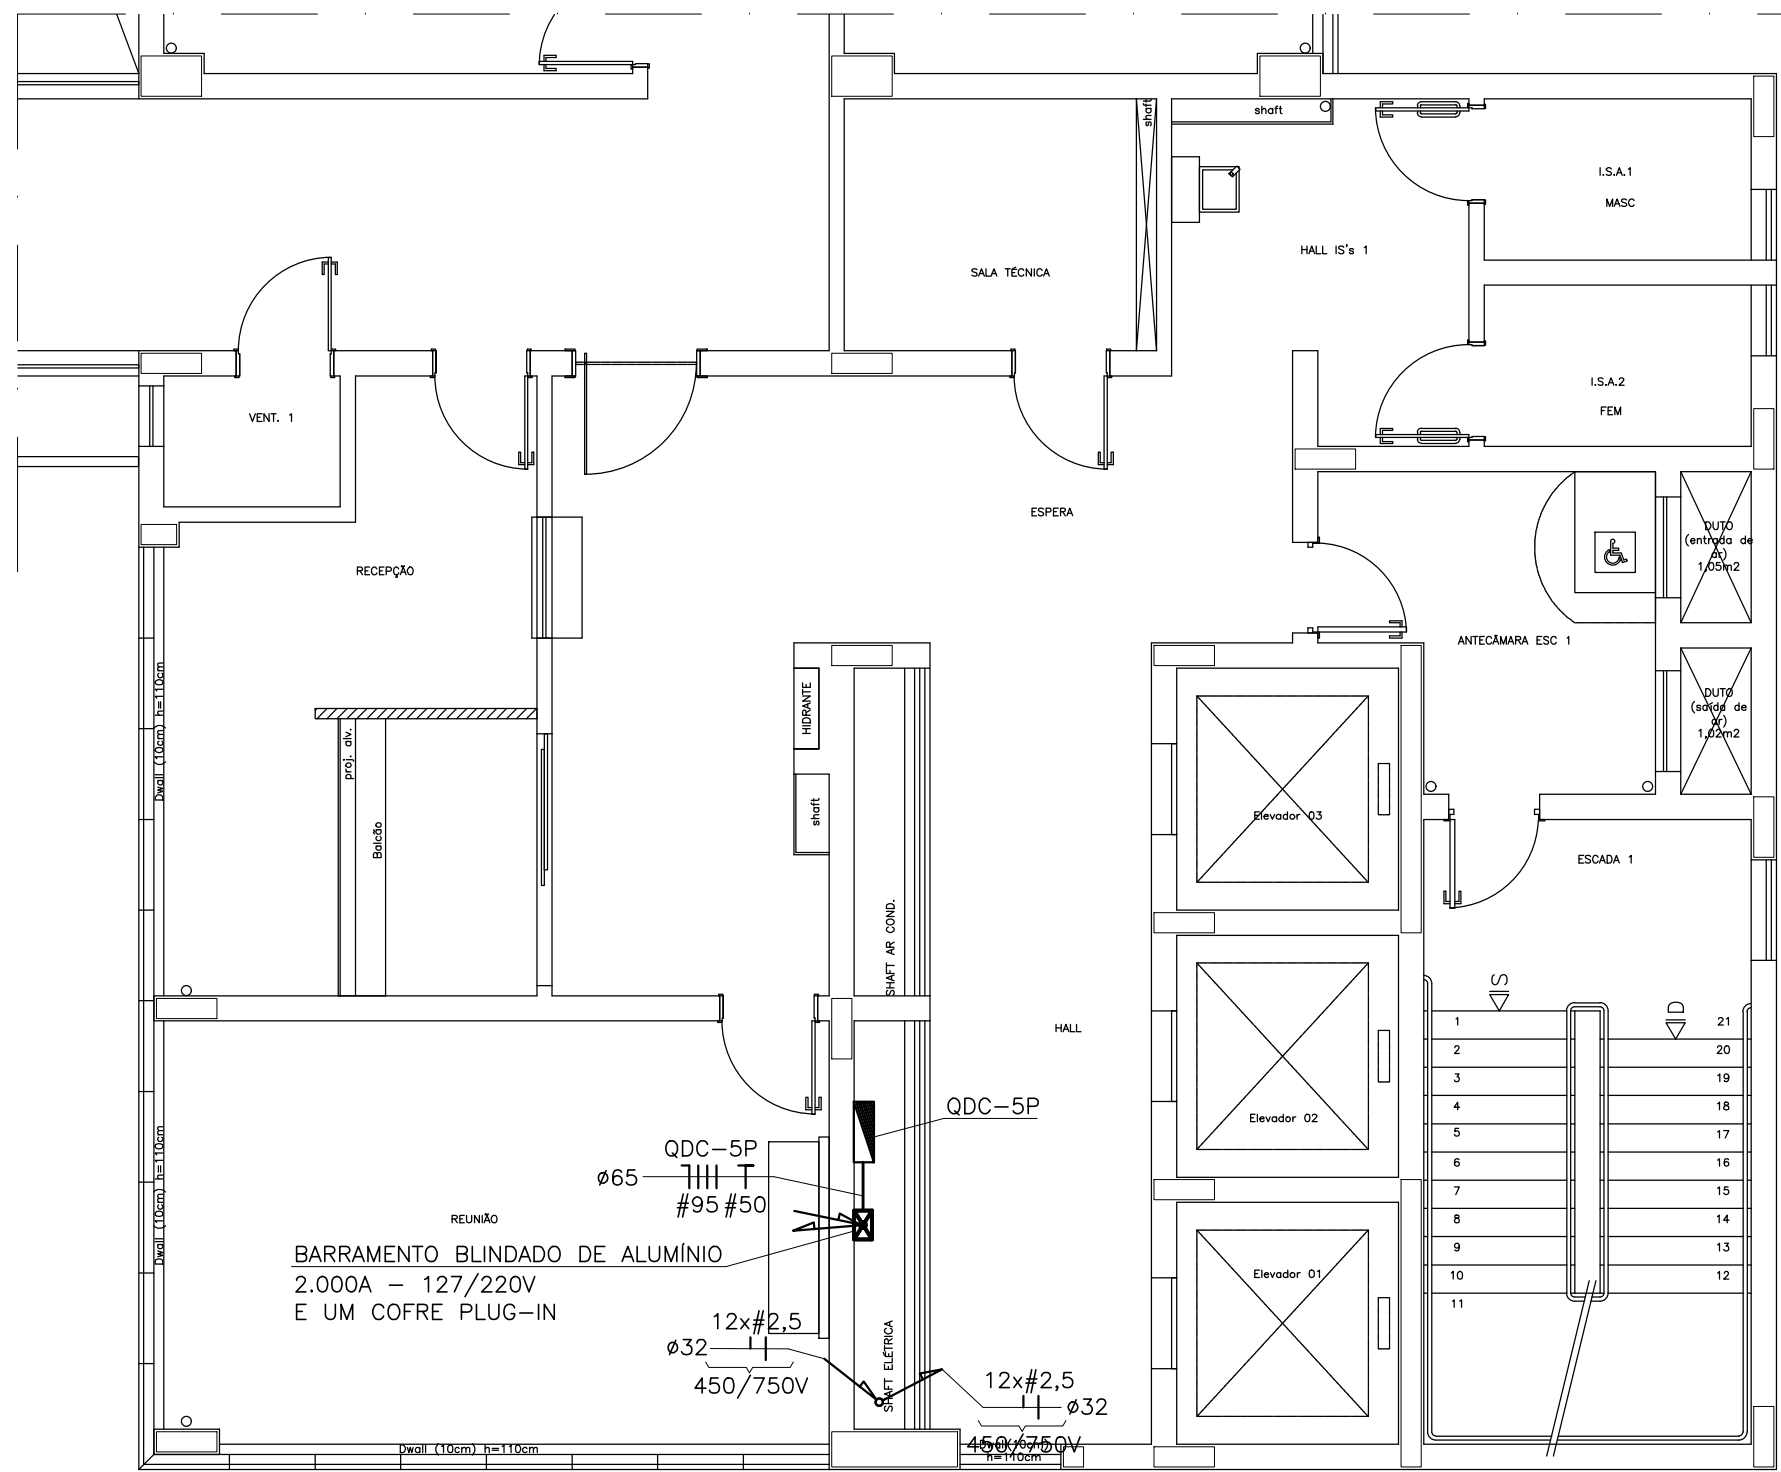 shaft
shaft
I.S.A.1
MASC
HALL IS's 1
SALA TÉCNICA
I.S.A.2
FEM
VENT. 1
ESPERA
RECEPÇÃO
DUTO
(entrada de
ar)
1,05m2
ANTECÂMARA ESC 1
DUTO
(saída de
ar)
1,02m2
HIDRANTE
Dwall (10cm) h=110cm
proj. alv.
Balcão
shaft
Elevador 03
ESCADA 1
SHAFT AR COND.
S
D
HALL
1
2
3
4
5
6
7
8
9
10
11
21
20
19
18
17
16
15
14
13
12
QDC-5P
Elevador 02
QDC-5P
ø65
#95 #50
Dwall (10cm) h=110cm
REUNIÃO
BARRAMENTO BLINDADO DE ALUMÍNIO
2.000A - 127/220V
E UM COFRE PLUG-IN
Elevador 01
12x#2,5
ø32
450/750V
SHAFT ELÉTRICA
12x#2,5
ø32
450/750V
Dwall (10cm) h=110cm
Dwall (10cm)
h=110cm